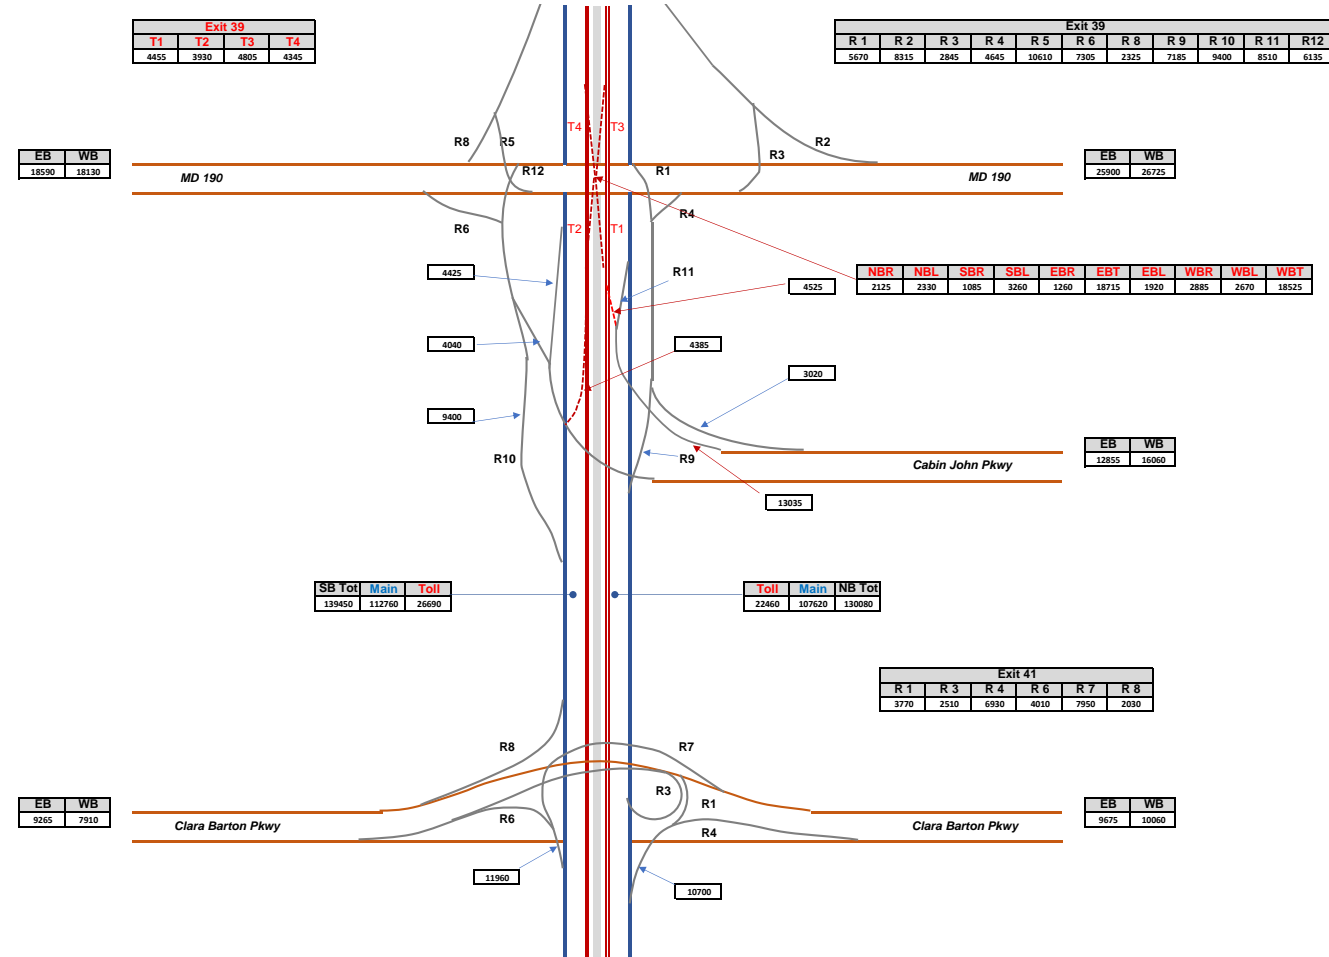 Exit 39
T1 T2 T3 T4
4455 3930 4805 4345
Exit 39
R 1 R 2 R 3 R 4 R 5 R 6 R 8 R 9 R 10 R 11 R12
5670 8315 2845 4645 10610 7305 2325 7185 9400 8510 6135
T4 T3
R8 R5 R2
R3
EB WB
18590 18130
MD 190
R12 R1
MD 190
EB WB
25900 26725
R4
R6
T2 T1
4425
R11
4525
NBR NBL SBR SBL EBR EBT EBL WBR WBL WBT
2125 2330 1085 3260 1260 18715 1920 2885 2670 18525
4040
4385
3020
9400
R10
R9
Cabin John Pkwy
EB WB
12855 16060
13035
SB Tot Main Toll
139450 112760 26690
Toll Main NB Tot
22460 107620 130080
Exit 41
R 1 R 3 R 4 R 6 R 7 R 8
3770 2510 6930 4010 7950 2030
R8 R7
R3
R1
EB WB
9265 7910
Clara Barton Pkwy
R6
R4
Clara Barton Pkwy
EB WB
9675 10060
11960
10700